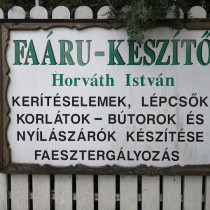 FAÁRU-KÉSZÍTŐ
Horváth István
KERÍTÉSELEMEK, LÉPCSŐK
KORLÁTOK – BÚTOROK ÉS
NYÍLÁSZÁRÓK KÉSZÍTÉSE
FAESZTERGÁLYOZÁS